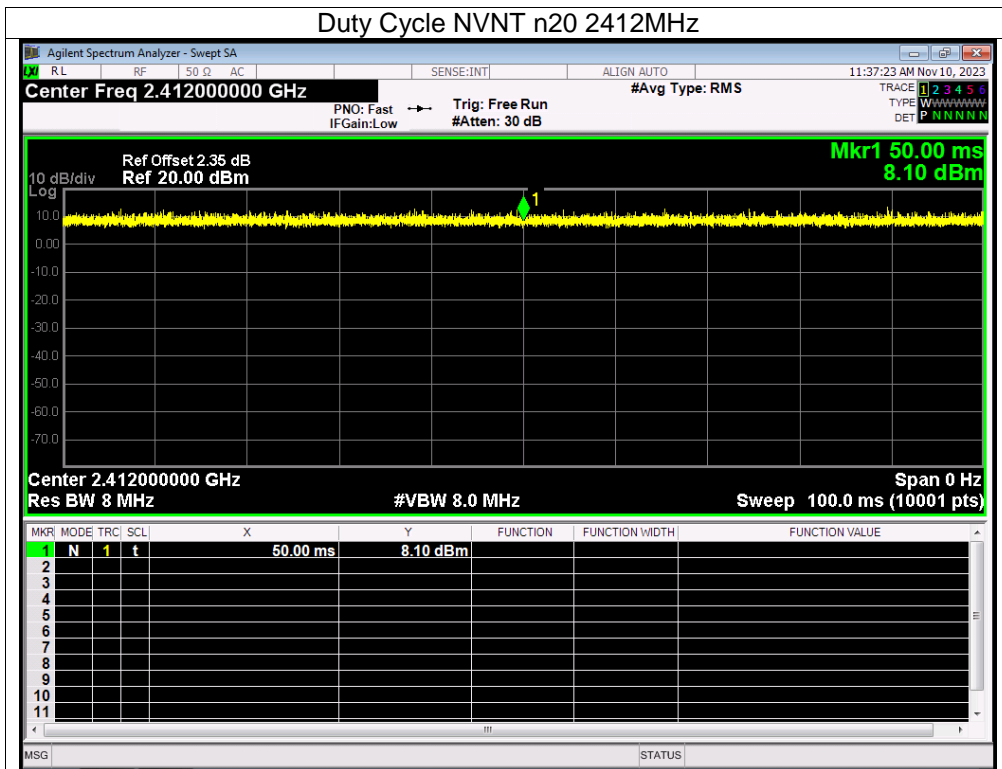 Duty Cycle NVNT n20 2412MHz
Agilent Spectrum Analyzer - Swept SA
LXI RL RF 50 Ω AC SENSE:INT ALIGN AUTO 11:37:23 AM Nov 10, 2023
Center Freq 2.412000000 GHz #Avg Type: RMS TRACE 1 2 3 4 5 6
PNO: Fast Trig: Free Run TYPE WWWWWW
IFGain:Low #Atten: 30 dB DET P N N N N N
Mkr1 50.00 ms
Ref Offset 2.35 dB
10 dB/div Ref 20.00 dBm 8.10 dBm
Log
1
10.0
0.00
-10.0
-20.0
-30.0
-40.0
-50.0
-60.0
-70.0
Center 2.412000000 GHz Span 0 Hz
Res BW 8 MHz #VBW 8.0 MHz Sweep 100.0 ms (10001 pts)
MKR MODE TRC SCL X Y FUNCTION FUNCTION WIDTH FUNCTION VALUE
1 N 1 t 50.00 ms 8.10 dBm
2
3
4
5
6
7
8
9
10
11
MSG STATUS